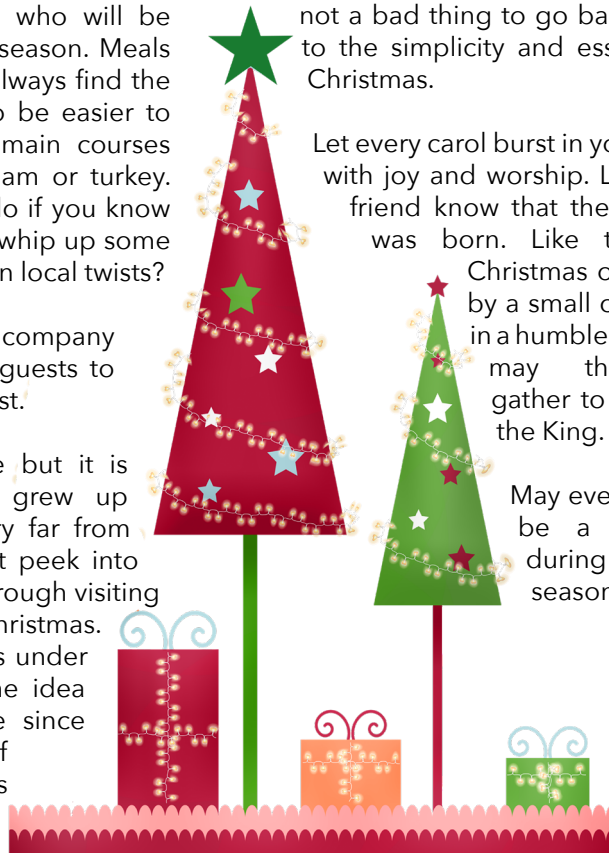 who will be
season. Meals
lways find the
o be easier to
main courses
am or turkey.
if you know
whip up some
n local twists?
company
guests to
st.
e but it is
grew up
ry far from
t peek into
rough visiting
hristmas.
s under
idea
e since
f
s
not a bad thing to go ba
to the simplicity and ess
Christmas.
Let every carol burst in yo
with joy and worship. L
friend know that the
was born. Like t
Christmas
by a small
in a humble
may th
gather to
the King.
May eve
be a
during
season